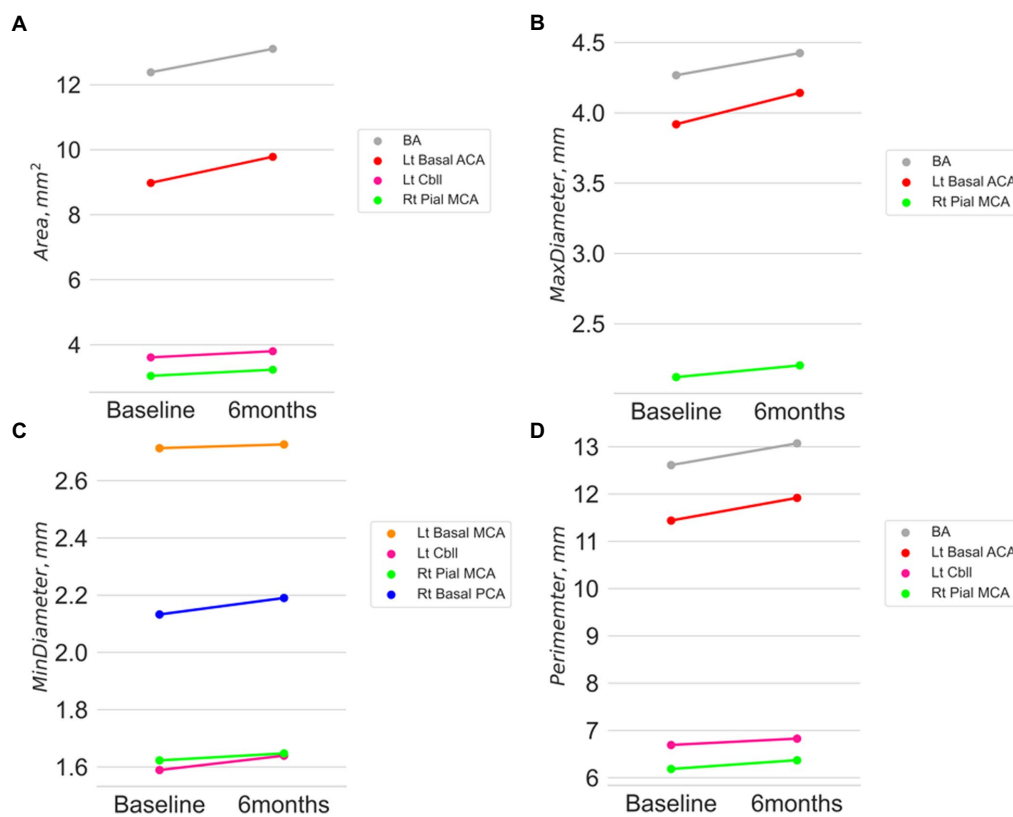 A
Area, mm²
12
10
8
6
4
Baseline 6months
BA
Lt Basal ACA
Lt Cbll
Rt Pial MCA
B
MaxDiameter, mm
4.5
4.0
3.5
3.0
2.5
Baseline 6months
BA
Lt Basal ACA
Rt Pial MCA
C
MinDiameter, mm
2.6
2.4
2.2
2.0
1.8
1.6
Baseline 6months
Lt Basal MCA
Lt Cbll
Rt Pial MCA
Rt Basal PCA
D
Perimemter, mm
13
12
11
10
9
8
7
6
Baseline 6months
BA
Lt Basal ACA
Lt Cbll
Rt Pial MCA